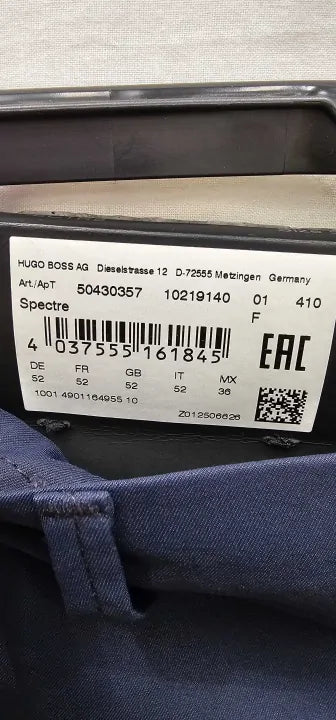 HUGO BOSS AG Dieselstrasse 12 D-72555 Metzingen Germany
Art./ApT 50430357 10219140 01 410
Spectre F
4 037555 161845
EAC
DE FR GB IT MX
52 52 52 52 36
1001 4901164955 10
Z012506626